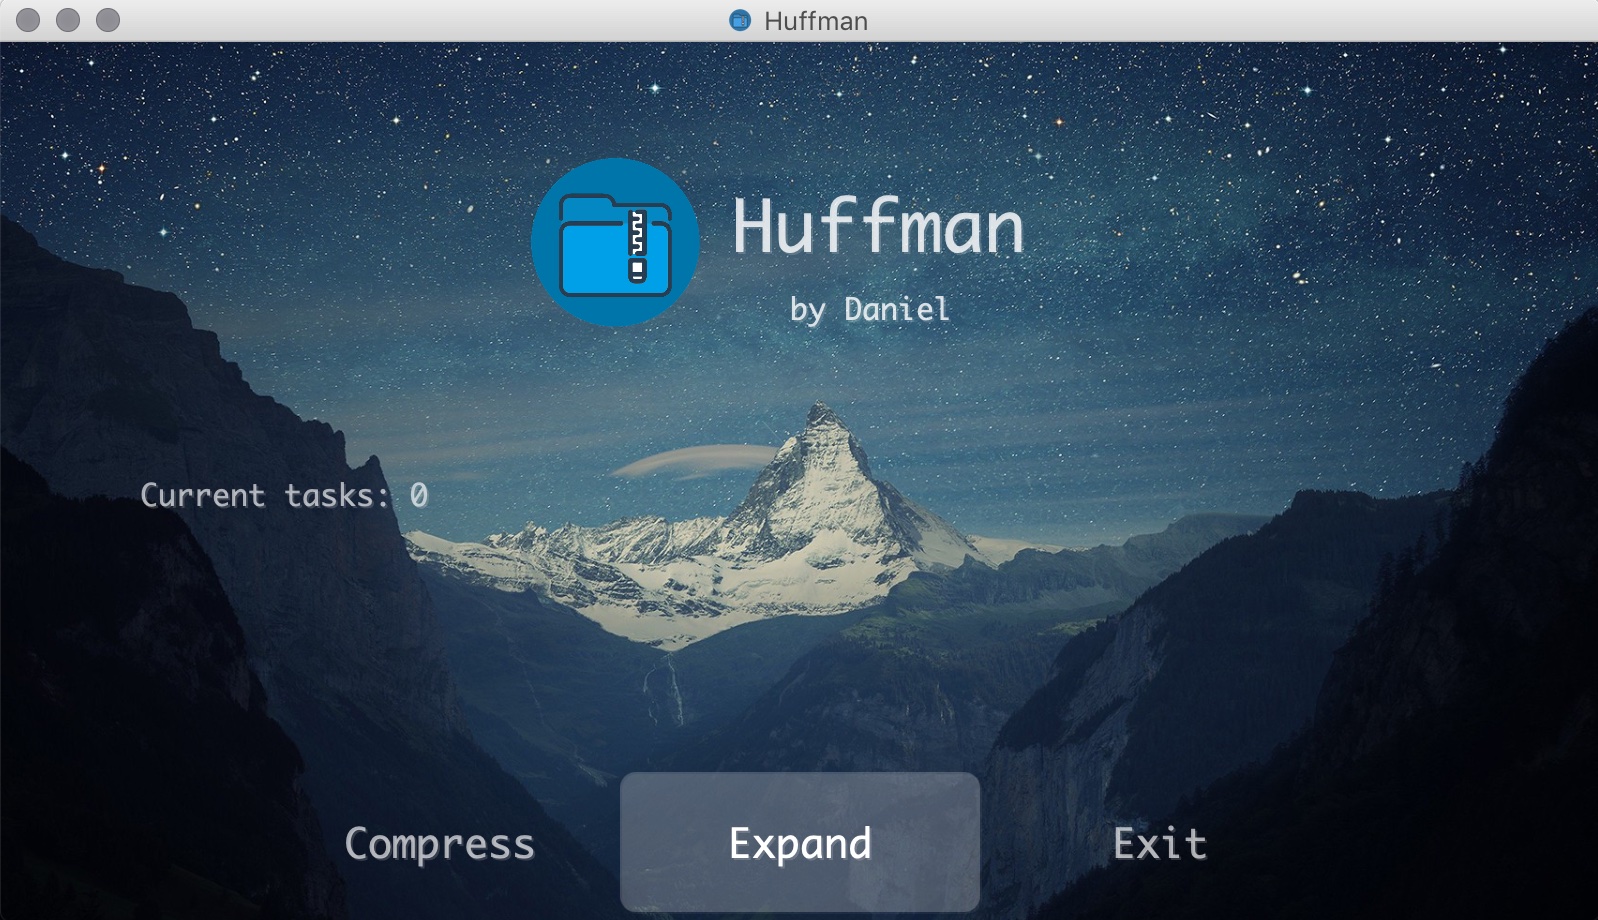 Huffman
Huffman
by Daniel
Current tasks: 0
Compress
Expand
Exit